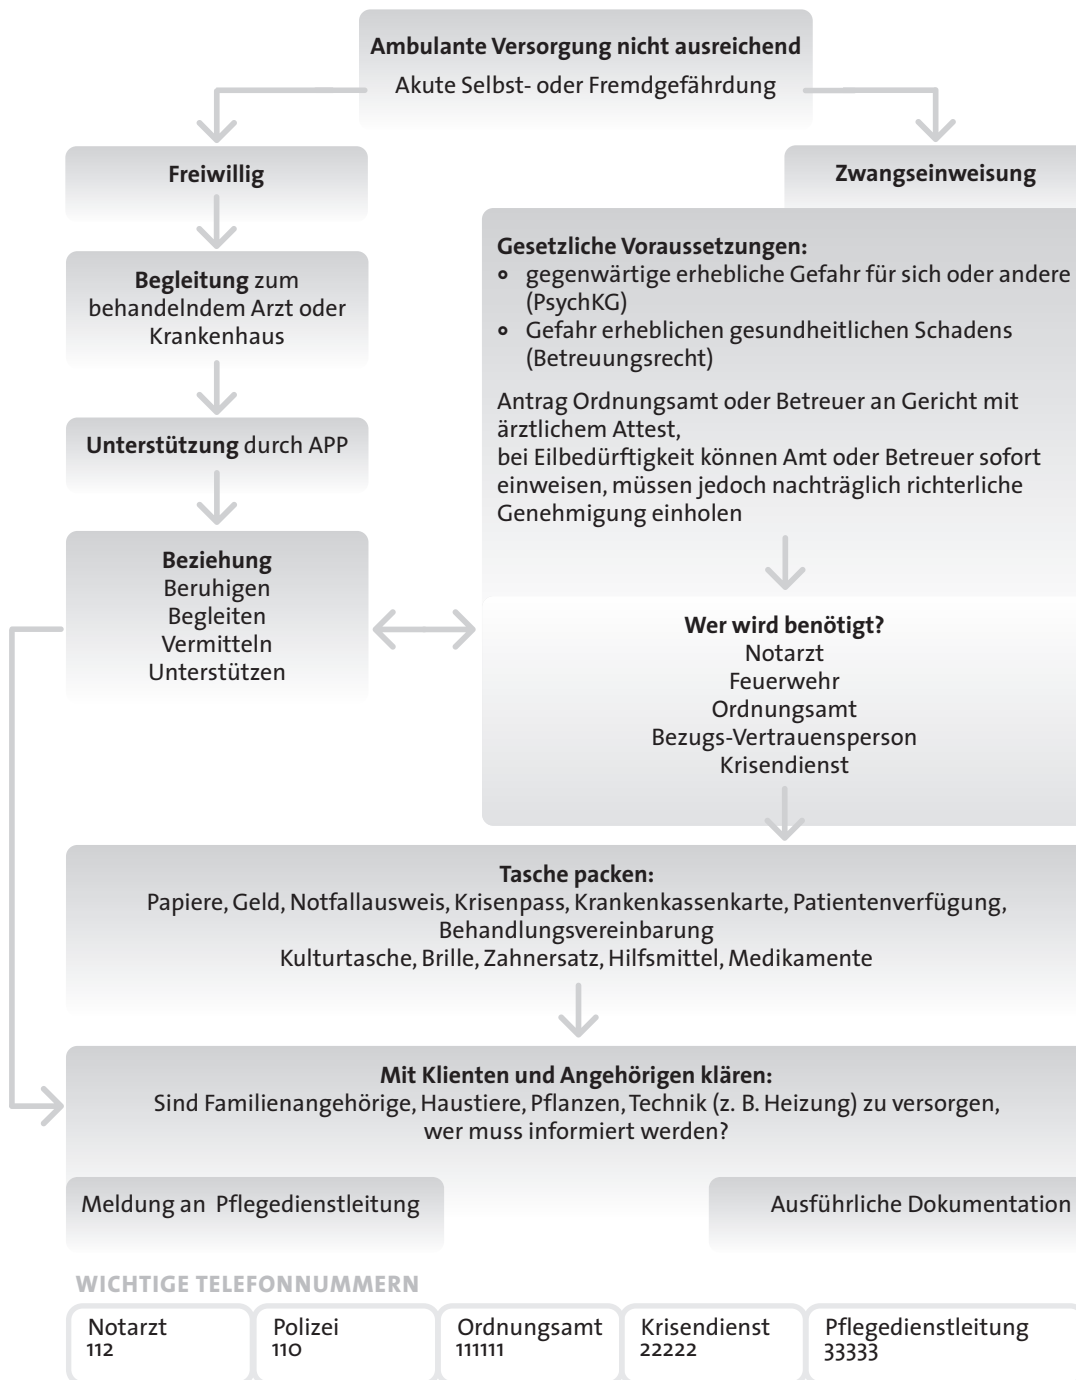 Ambulante Versorgung nicht ausreichend
Akute Selbst- oder Fremdgefährdung
Freiwillig
Begleitung zum
behandelndem Arzt oder
Krankenhaus
Unterstützung durch APP
Beziehung
Beruhigen
Begleiten
Vermitteln
Unterstützen
Zwangseinweisung
Gesetzliche Voraussetzungen:
° gegenwärtige erhebliche Gefahr für sich oder andere
(PsychKG)
° Gefahr erheblichen gesundheitlichen Schadens
(Betreuungsrecht)
Antrag Ordnungsamt oder Betreuer an Gericht mit
ärztlichem Attest,
bei Eilbedürftigkeit können Amt oder Betreuer sofort
einweisen, müssen jedoch nachträglich richterliche
Genehmigung einholen
Wer wird benötigt?
Notarzt
Feuerwehr
Ordnungsamt
Bezugs-Vertrauensperson
Krisendienst
Tasche packen:
Papiere, Geld, Notfallausweis, Krisenpass, Krankenkassenkarte, Patientenverfügung,
Behandlungsvereinbarung
Kulturtasche, Brille, Zahnersatz, Hilfsmittel, Medikamente
Mit Klienten und Angehörigen klären:
Sind Familienangehörige, Haustiere, Pflanzen, Technik (z. B. Heizung) zu versorgen,
wer muss informiert werden?
Meldung an Pflegedienstleitung
Ausführliche Dokumentation
WICHTIGE TELEFONNUMMERN
Notarzt
112
Polizei
110
Ordnungsamt
111111
Krisendienst
22222
Pflegedienstleitung
33333